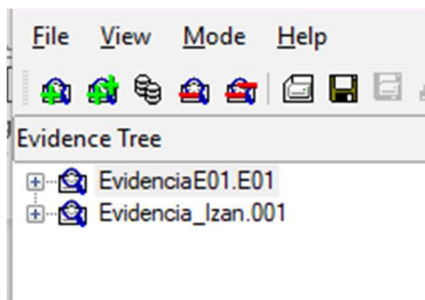 File View Mode Help
Evidence Tree
EvidenciaE01.E01
Evidencia_Izan.001